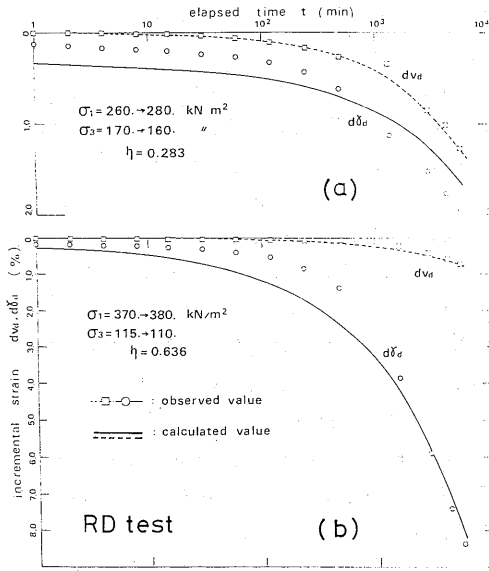 elapsed time t (min)
1 10 10² 10³ 10⁴
0
1.0
2.0
dvd
dγd
σ1=260.→280. kN m²
σ3=170.→160. 〃
η=0.283
(a)
0
1.0
2.0
3.0
4.0
5.0
6.0
7.0
8.0
incremental strain dvd,dγd (%)
dvd
σ1=370.→380. kN/m²
σ3=115.→110.
η=0.636
dγd
: observed value
: calculated value
RD test
(b)